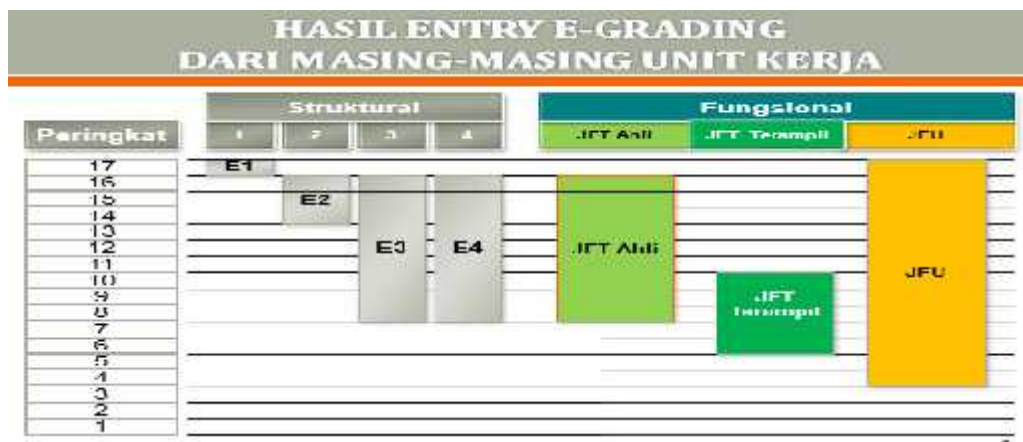 HASIL ENTRY E-GRADING
DARI MASING-MASING UNIT KERJA
Struktural
Fungsional
Peringkat
1
2
3
4
JFT Ahli
JFT Terampil
JFU
17
16
15
14
13
12
11
10
9
8
7
6
5
4
3
2
1
E1
E2
E3
E4
JFT Ahli
JFT
Terampil
JFU